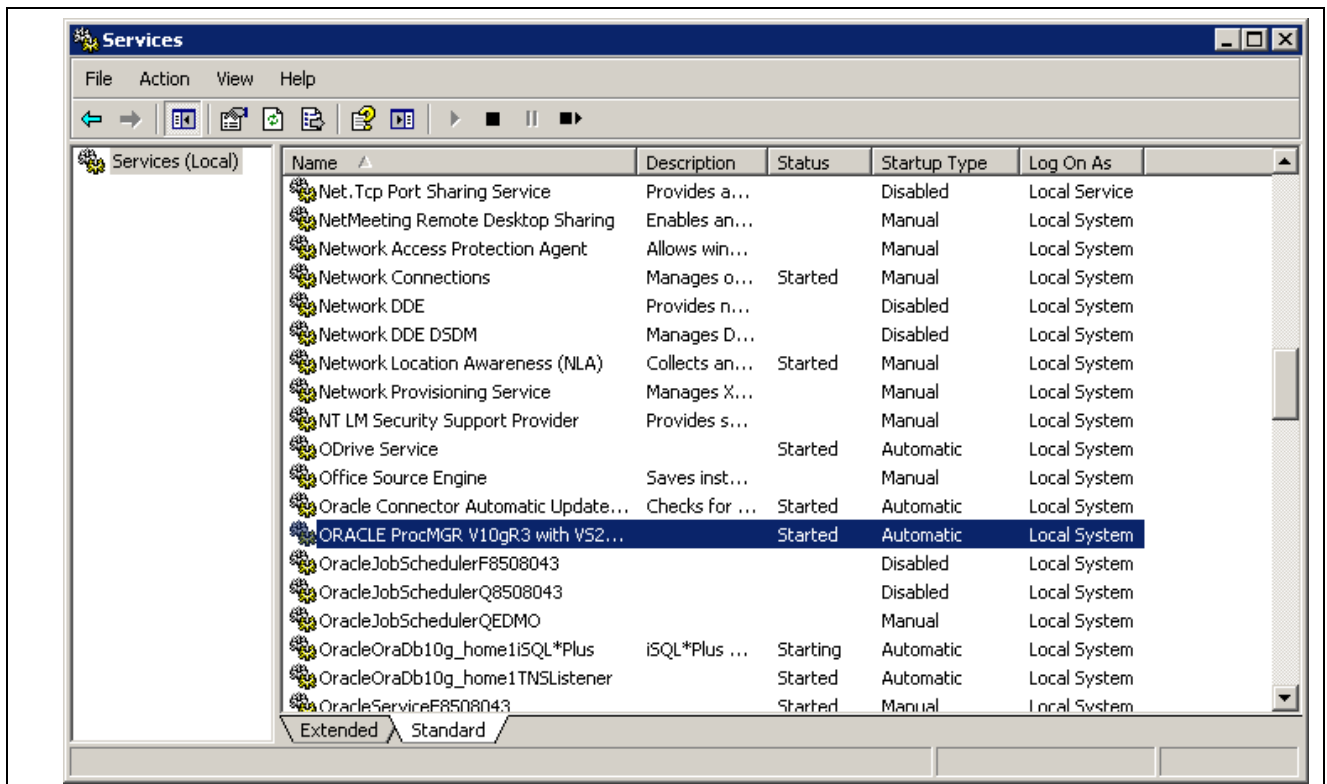 Services
File Action View Help
Services (Local)
Name Description Status Startup Type Log On As
Net.Tcp Port Sharing Service Provides a... Disabled Local Service
NetMeeting Remote Desktop Sharing Enables an... Manual Local System
Network Access Protection Agent Allows win... Manual Local System
Network Connections Manages o... Started Manual Local System
Network DDE Provides n... Disabled Local System
Network DDE DSDM Manages D... Disabled Local System
Network Location Awareness (NLA) Collects an... Started Manual Local System
Network Provisioning Service Manages X... Manual Local System
NT LM Security Support Provider Provides s... Manual Local System
ODrive Service Started Automatic Local System
Office Source Engine Saves inst... Manual Local System
Oracle Connector Automatic Update... Checks for ... Started Automatic Local System
ORACLE ProcMGR V10gR3 with VS2... Started Automatic Local System
OracleJobSchedulerF8508043 Disabled Local System
OracleJobSchedulerQ8508043 Disabled Local System
OracleJobSchedulerQEDMO Manual Local System
OracleOraDb10g_home1iSQL*Plus iSQL*Plus ... Starting Automatic Local System
OracleOraDb10g_home1TNSListener Started Automatic Local System
OracleServiceF8508043 Started Manual Local System
Extended Standard